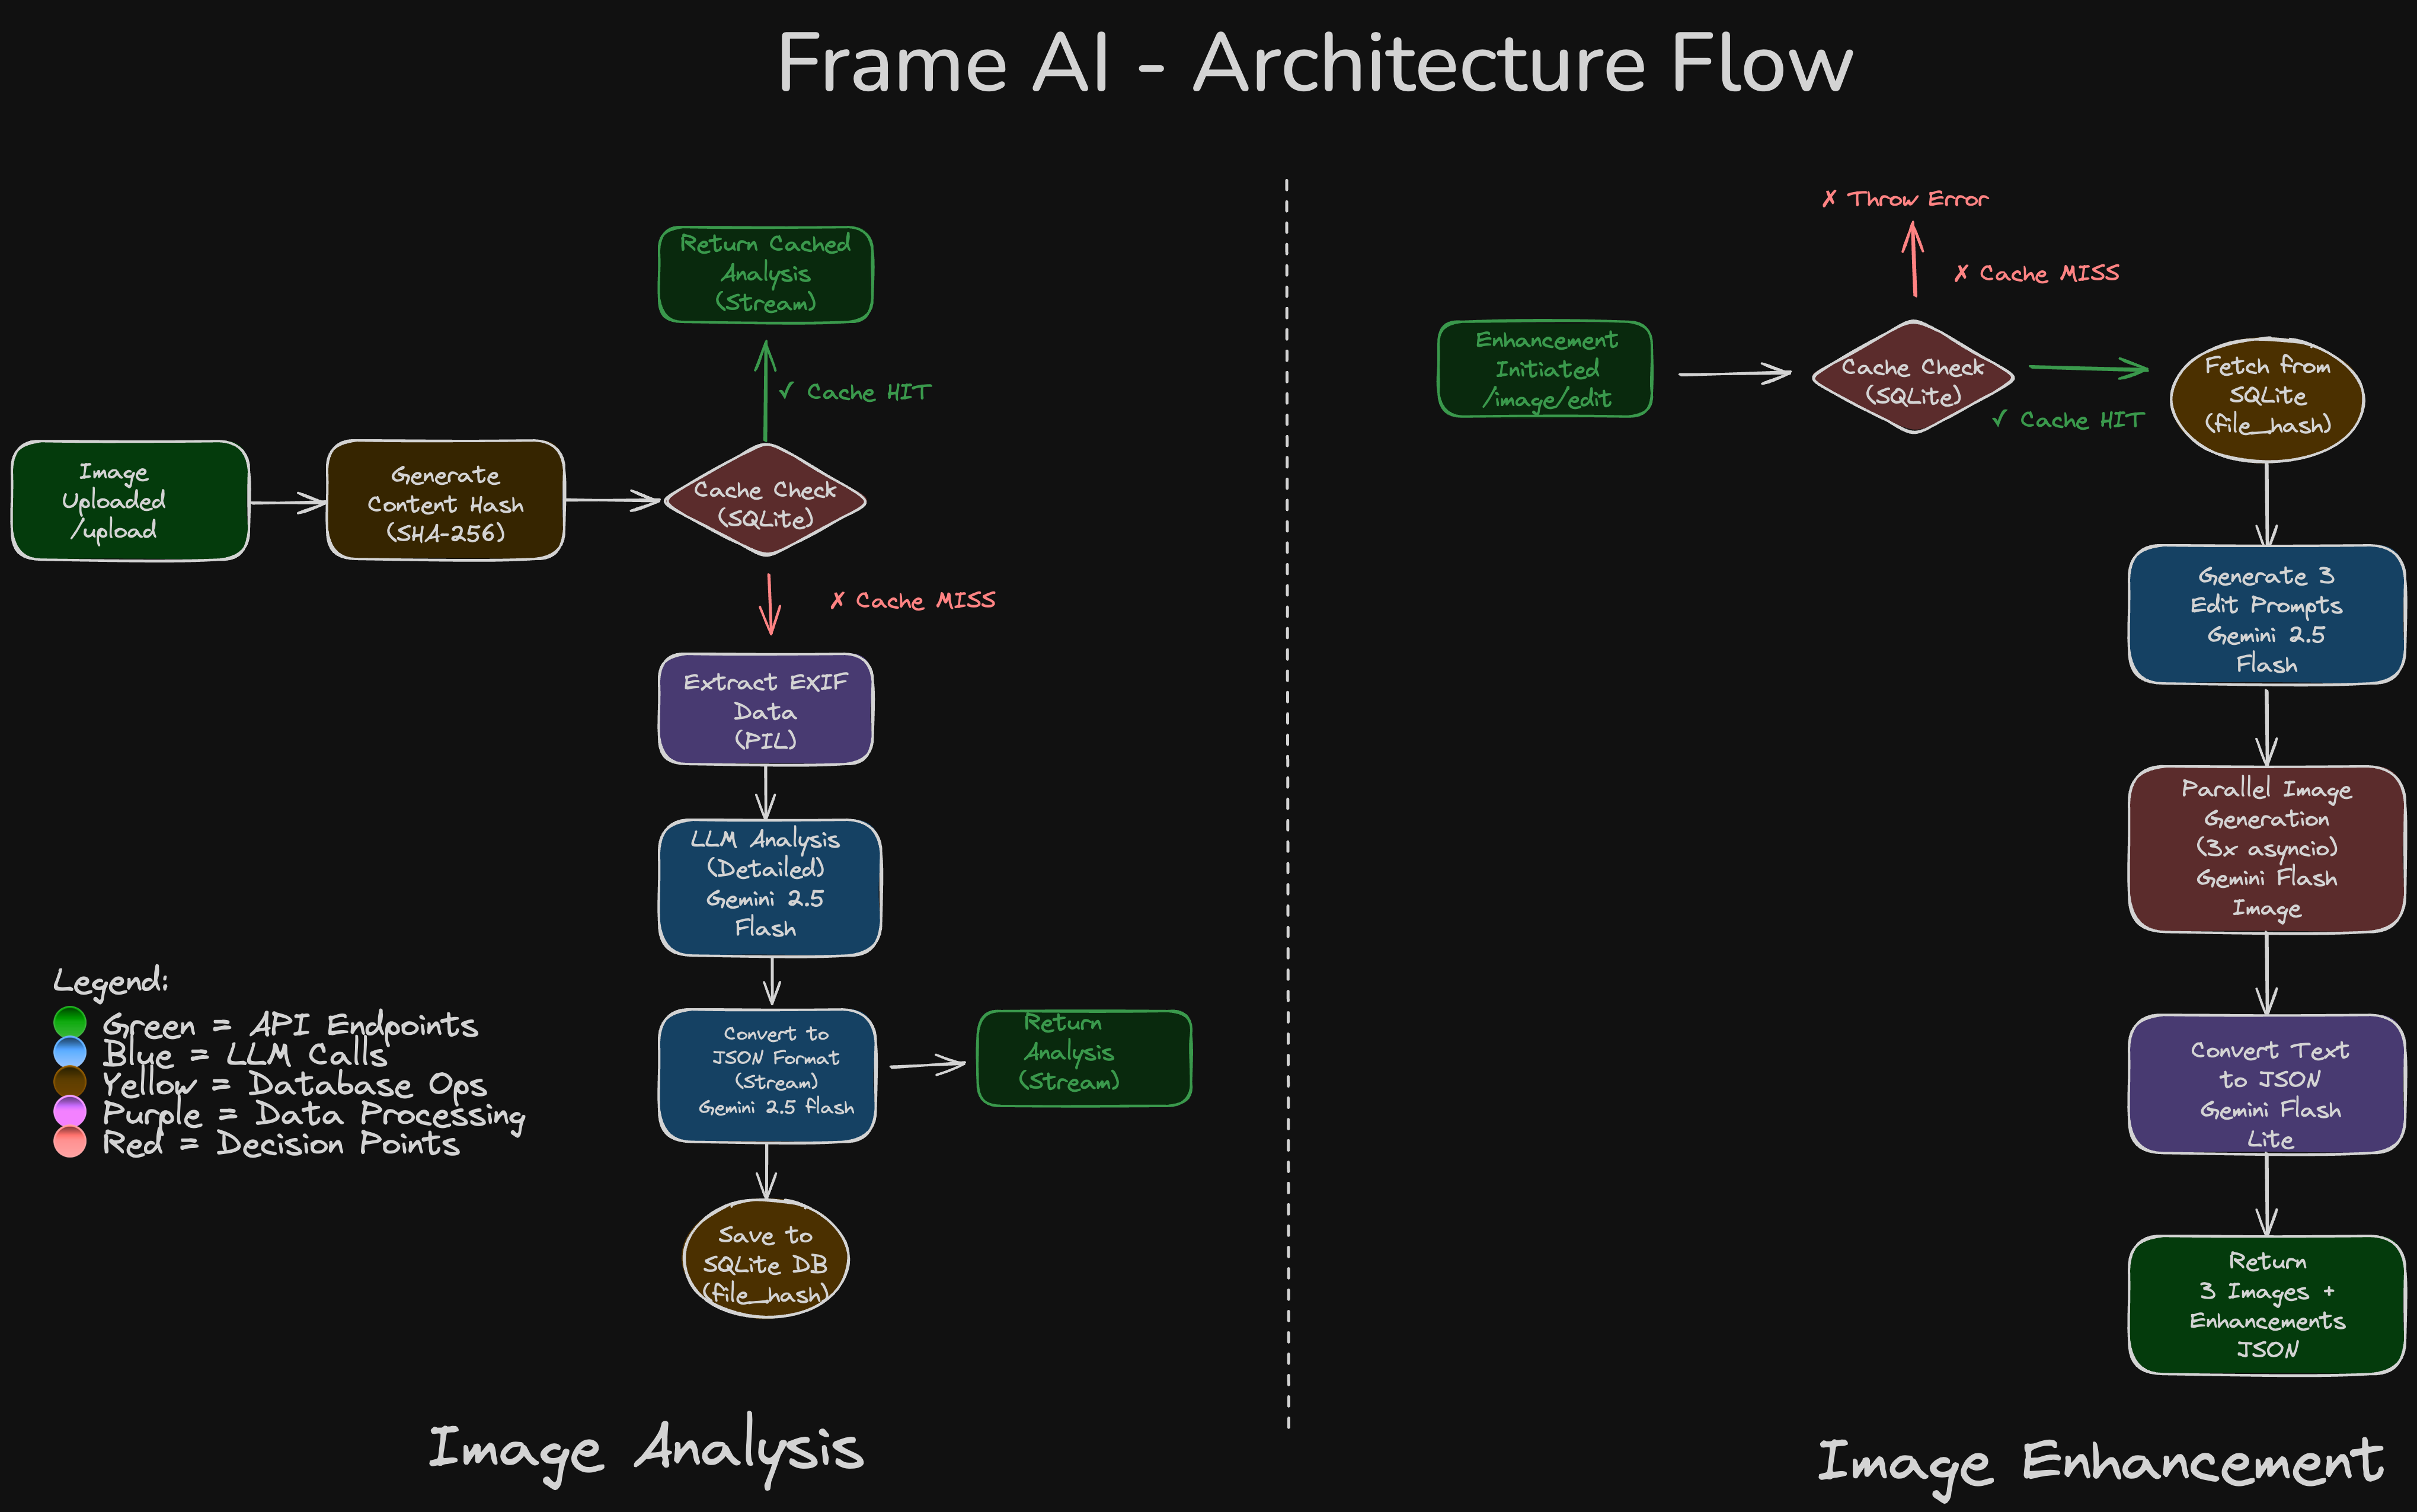 Frame AI - Architecture Flow
Return Cached
Analysis
(Stream)
✓ Cache HIT
Image
Uploaded
/upload
Generate
Content Hash
(SHA-256)
Cache Check
(SQLite)
✗ Cache MISS
Extract EXIF
Data
(PIL)
LLM Analysis
(Detailed)
Gemini 2.5
Flash
Convert to
JSON Format
(Stream)
Gemini 2.5 flash
Return
Analysis
(Stream)
Save to
SQLite DB
(file_hash)
Legend:
Green = API Endpoints
Blue = LLM Calls
Yellow = Database Ops
Purple = Data Processing
Red = Decision Points
Image Analysis
✗ Throw Error
✗ Cache MISS
Enhancement
Initiated
/image/edit
Cache Check
(SQLite)
✓ Cache HIT
Fetch from
SQLite
(file_hash)
Generate 3
Edit Prompts
Gemini 2.5
Flash
Parallel Image
Generation
(3x asyncio)
Gemini Flash
Image
Convert Text
to JSON
Gemini Flash
Lite
Return
3 Images +
Enhancements
JSON
Image Enhancement